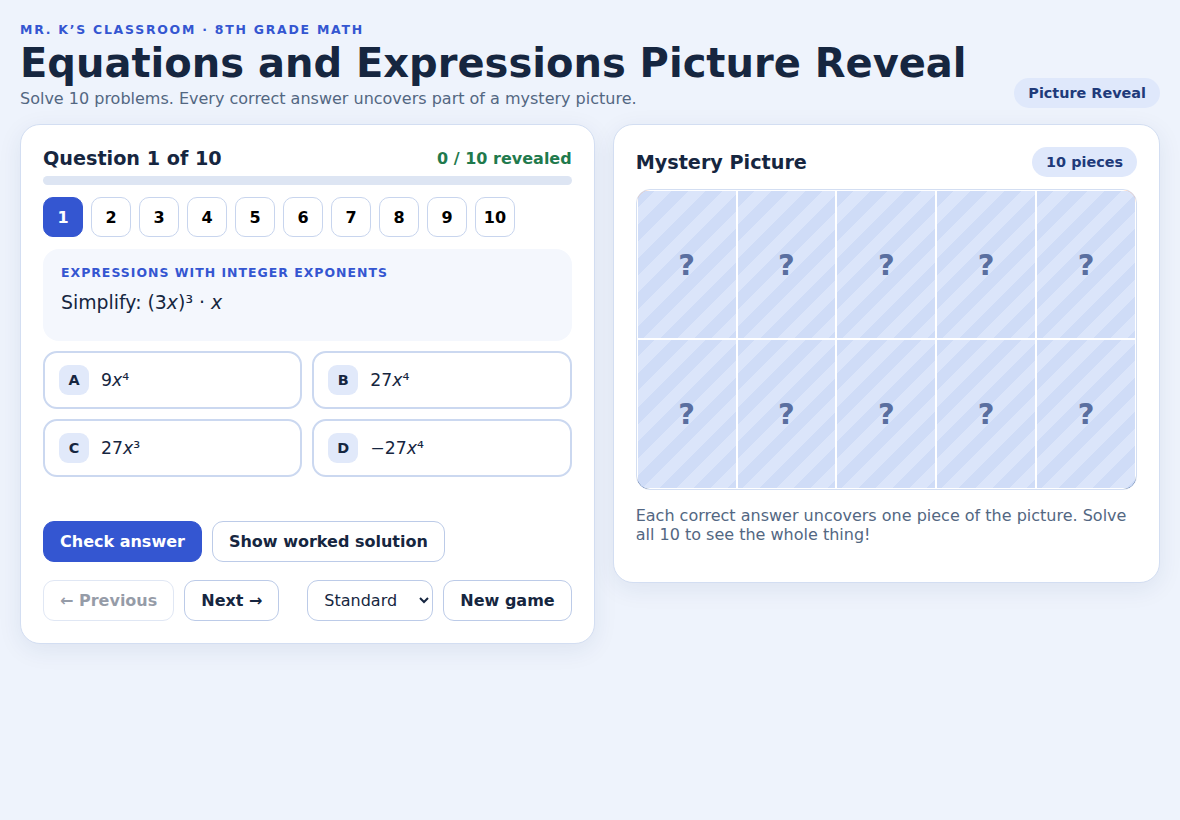 MR. K’S CLASSROOM · 8TH GRADE MATH
Equations and Expressions Picture Reveal
Solve 10 problems. Every correct answer uncovers part of a mystery picture.
Picture Reveal
Question 1 of 10
0 / 10 revealed
1 2 3 4 5 6 7 8 9 10
EXPRESSIONS WITH INTEGER EXPONENTS
Simplify: (3x)³ · x
A 9x⁴
B 27x⁴
C 27x³
D −27x⁴
Check answer
Show worked solution
← Previous
Next →
Standard
New game
Mystery Picture
10 pieces
? ? ? ? ?
? ? ? ? ?
Each correct answer uncovers one piece of the picture. Solve
all 10 to see the whole thing!